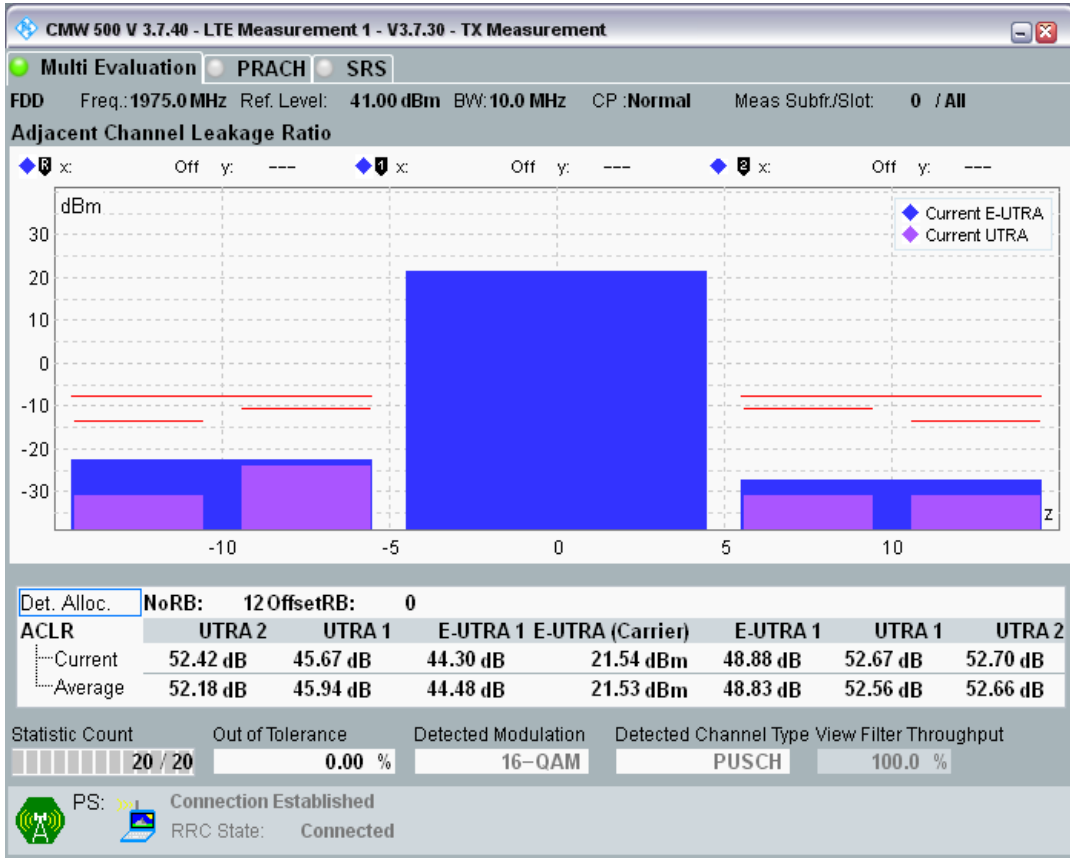 CMW 500 V 3.7.40 - LTE Measurement 1 - V3.7.30 - TX Measurement
Multi Evaluation PRACH SRS
FDD Freq.: 1975.0 MHz Ref. Level: 41.00 dBm BW: 10.0 MHz CP :Normal Meas Subfr./Slot: 0 / All
Adjacent Channel Leakage Ratio
R x: Off y: --- 1 x: Off y: --- 2 x: Off y: ---
dBm
Current E-UTRA
Current UTRA
30
20
10
0
-10
-20
-30
z
-10 -5 0 5 10
Det. Alloc. NoRB: 12 OffsetRB: 0
ACLR UTRA 2 UTRA 1 E-UTRA 1 E-UTRA (Carrier) E-UTRA 1 UTRA 1 UTRA 2
Current 52.42 dB 45.67 dB 44.30 dB 21.54 dBm 48.88 dB 52.67 dB 52.70 dB
Average 52.18 dB 45.94 dB 44.48 dB 21.53 dBm 48.83 dB 52.56 dB 52.66 dB
Statistic Count Out of Tolerance Detected Modulation Detected Channel Type View Filter Throughput
20 / 20 0.00 % 16-QAM PUSCH 100.0 %
PS: Connection Established
RRC State: Connected